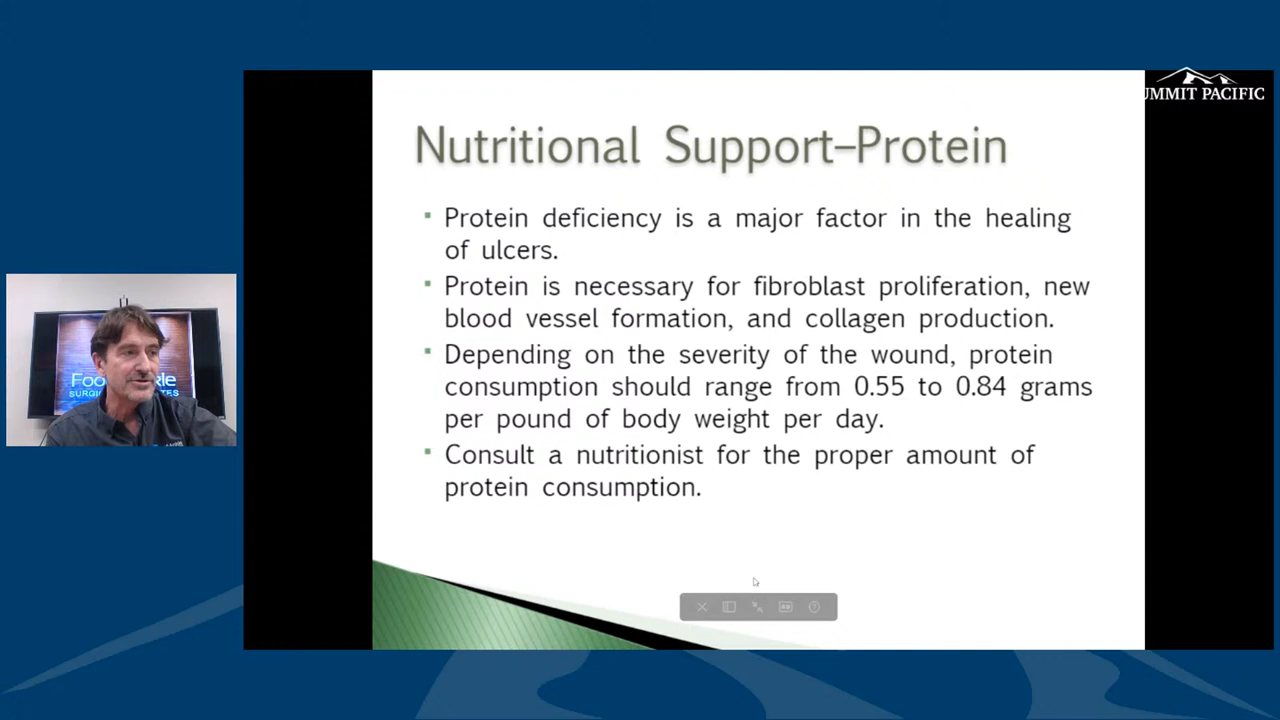 UMMIT PACIFIC
Nutritional Support–Protein
Protein deficiency is a major factor in the healing
of ulcers.
Protein is necessary for fibroblast proliferation, new
blood vessel formation, and collagen production.
Depending on the severity of the wound, protein
consumption should range from 0.55 to 0.84 grams
per pound of body weight per day.
Consult a nutritionist for the proper amount of
protein consumption.